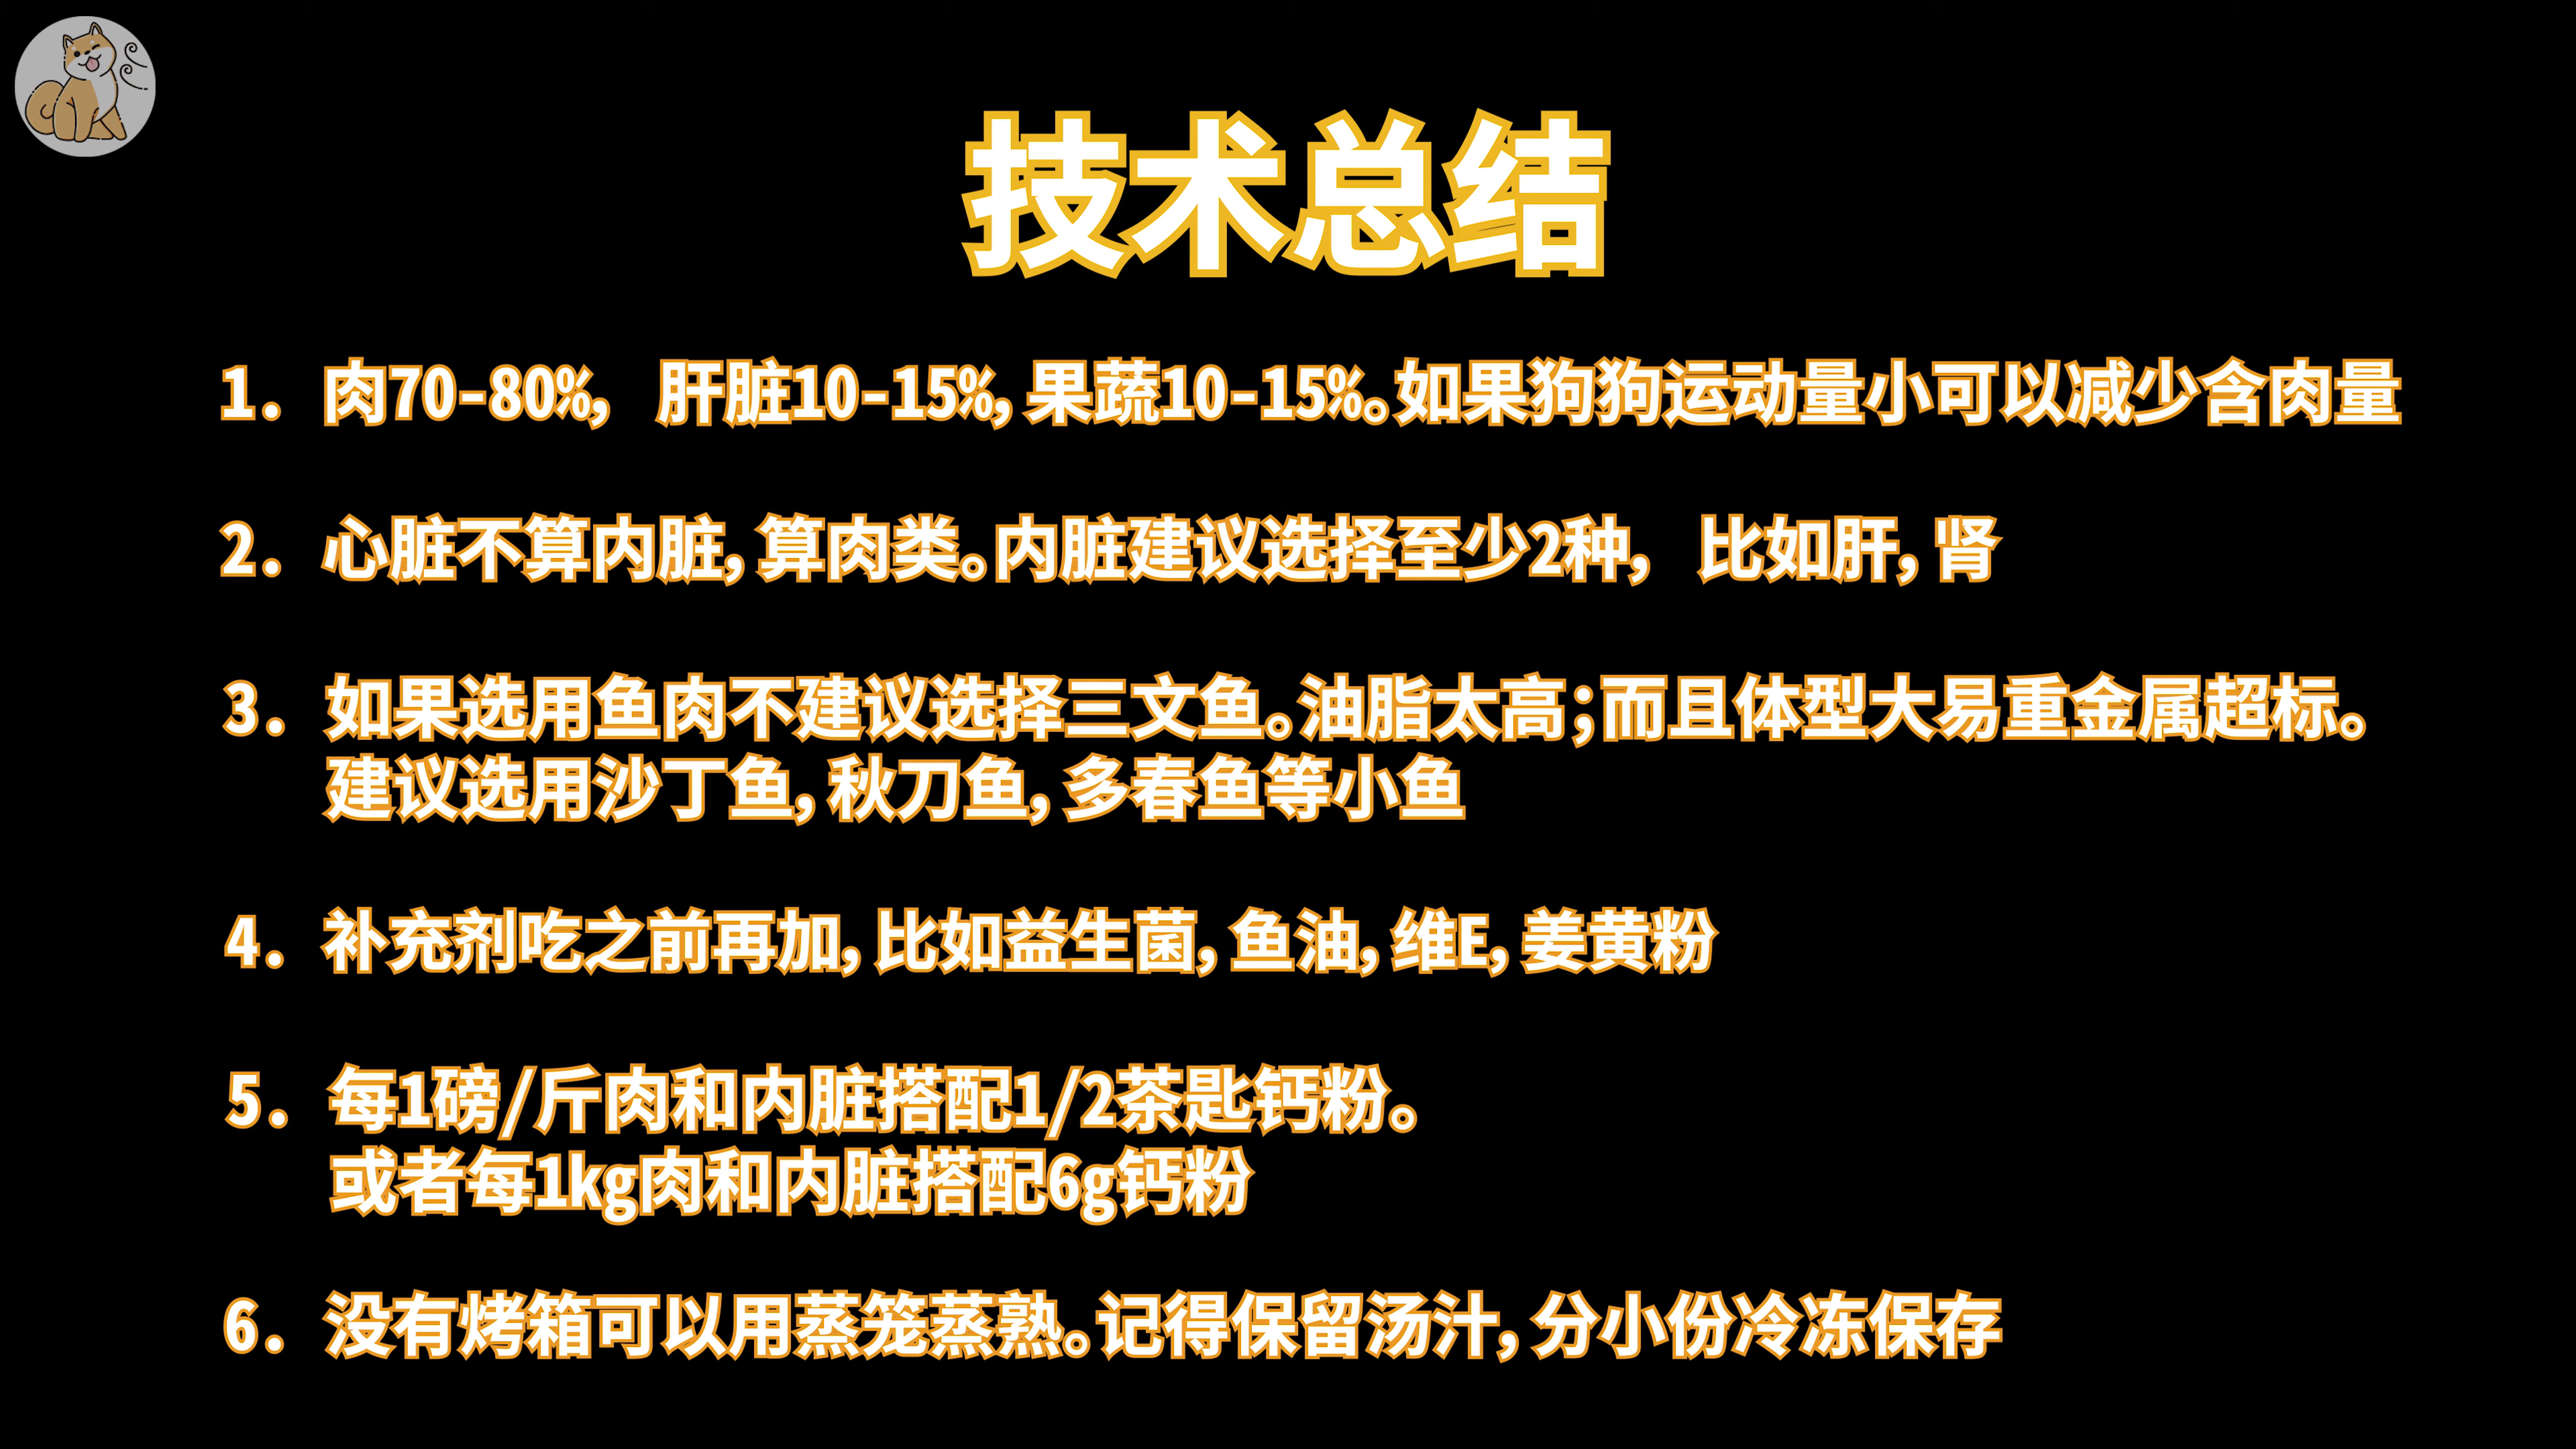 技术总结
1. 肉70-80%, 肝脏10-15%,果蔬10-15%。如果狗狗运动量小可以减少含肉量
2. 心脏不算内脏,算肉类。内脏建议选择至少2种, 比如肝,肾
3. 如果选用鱼肉不建议选择三文鱼。油脂太高;而且体型大易重金属超标。
建议选用沙丁鱼,秋刀鱼,多春鱼等小鱼
4. 补充剂吃之前再加,比如益生菌,鱼油,维E,姜黄粉
5. 每1磅/斤肉和内脏搭配1/2茶匙钙粉。
或者每1kg肉和内脏搭配6g钙粉
6. 没有烤箱可以用蒸笼蒸熟。记得保留汤汁,分小份冷冻保存